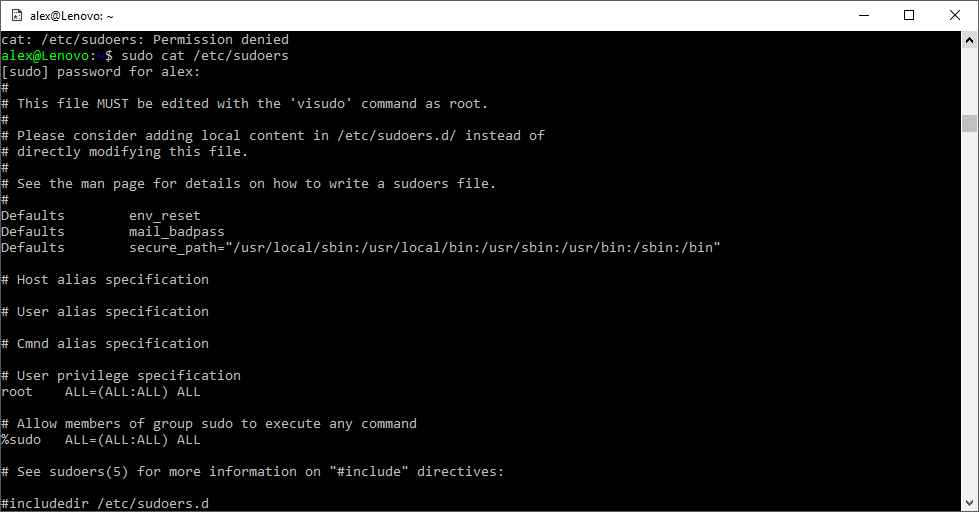 alex@Lenovo: ~
cat: /etc/sudoers: Permission denied
alex@Lenovo:~$ sudo cat /etc/sudoers
[sudo] password for alex:
#
# This file MUST be edited with the 'visudo' command as root.
#
# Please consider adding local content in /etc/sudoers.d/ instead of
# directly modifying this file.
#
# See the man page for details on how to write a sudoers file.
#
Defaults        env_reset
Defaults        mail_badpass
Defaults        secure_path="/usr/local/sbin:/usr/local/bin:/usr/sbin:/usr/bin:/sbin:/bin"
# Host alias specification
# User alias specification
# Cmnd alias specification
# User privilege specification
root    ALL=(ALL:ALL) ALL
# Allow members of group sudo to execute any command
%sudo   ALL=(ALL:ALL) ALL
# See sudoers(5) for more information on "#include" directives:
#includedir /etc/sudoers.d